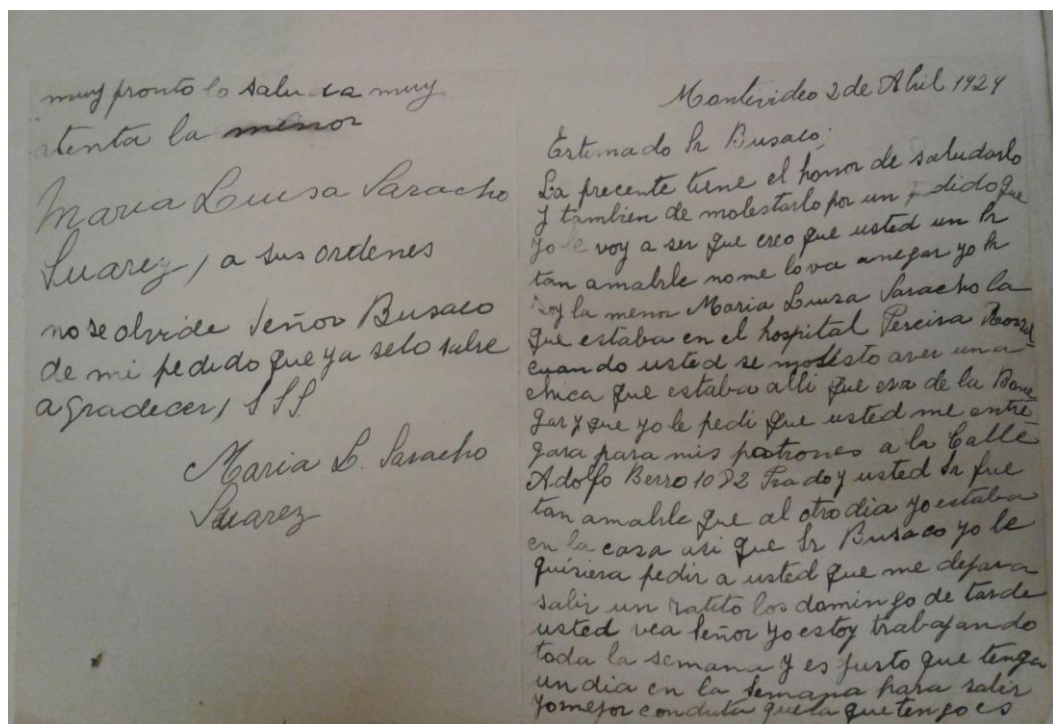 Montevideo 2 de Abril 1924
Estimado Sr Busaco.
La precente tiene el honor de saludarlo
y tambien de molestarlo por un pedido que
yo le voy a ser que creo que usted un Sr
tan amable no me lo va a negar yo Sr
soy la menor Maria Luisa Saracho la
que estaba en el hospital Pereira Rossel
cuando usted se molesto aver una
chica que estaba alli que era de la
y que yo le pedi que usted me entre
gara para mis patrones a la Calle
Adolfo Berro 1082 Prado y usted Sr fue
tan amable que al otro dia yo estaba
en la casa asi que Sr Busaco yo le
quisiera pedir a usted que me dejara
salir un ratito los domingo de tarde
usted vea Señor yo estoy trabajando
toda la semana y es justo que tenga
un dia en la semana para salir
yo mejor conduta que la que tengo es
muy pronto lo saluda muy
atenta la menor
Maria Luisa Saracho
Suarez, a sus ordenes
no se olvide Señor Busaco
de mi pedido que ya selo sabre
agradecer, SSS
Maria L. Saracho
Suarez